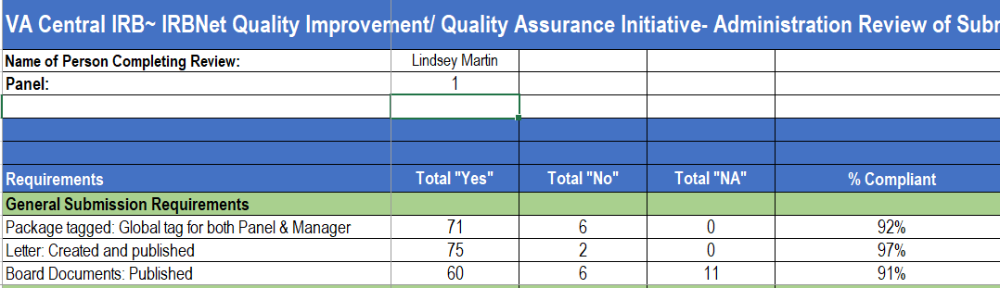 VA Central IRB~ IRBNet Quality Improvement/ Quality Assurance Initiative- Administration Review of
Name of Person Completing Review: Lindsey Martin
Panel: 1
Requirements Total "Yes" Total "No" Total "NA" % Compliant
General Submission Requirements
Package tagged: Global tag for both Panel & Manager 71 6 0 92%
Letter: Created and published 75 2 0 97%
Board Documents: Published 60 6 11 91%